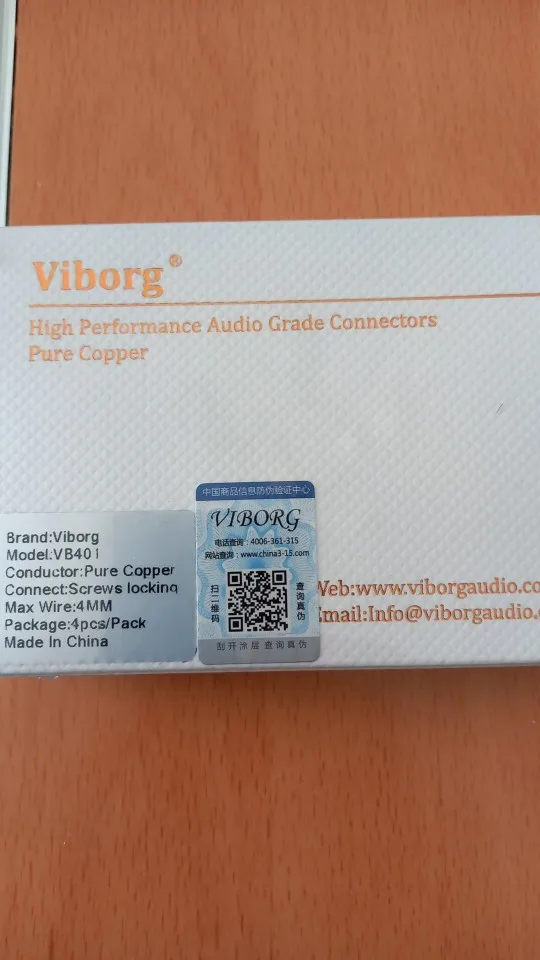 Viborg®
High Performance Audio Grade Connectors
Pure Copper
Brand:Viborg
Model:VB401
Conductor:Pure Copper
Connect:Screws locking
Max Wire:4MM
Package:4pcs/Pack
Made In China
中国商品信息防伪验证中心
VIBORG
电话查询：4006-361-315
网站查询：www.china3-15.com
扫二维码
查询真伪
刮开涂层 查询真伪
Web:www.viborgaudio.co
Email:Info@viborgaudio.